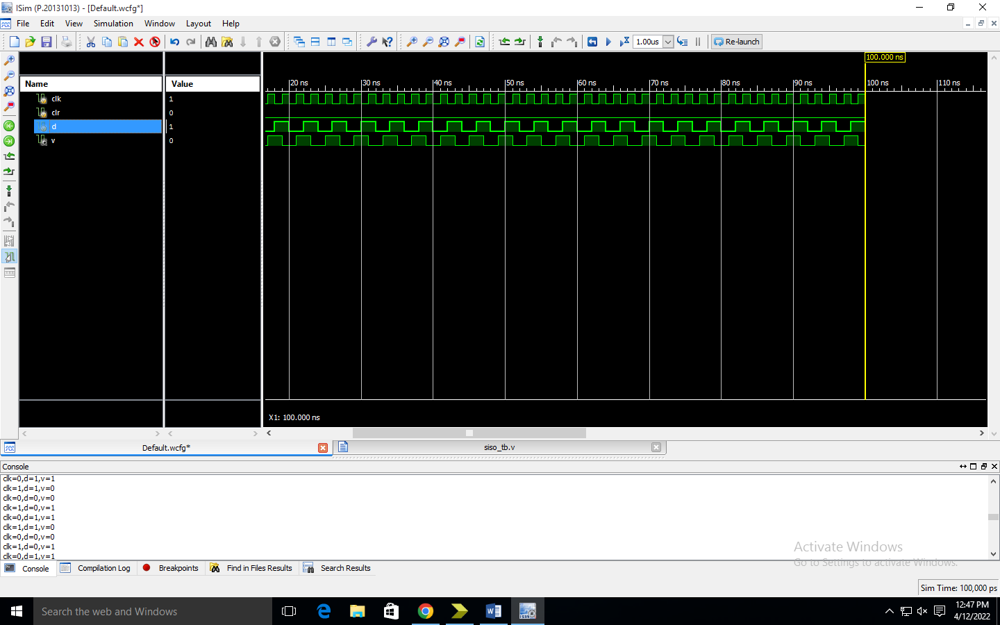 ISim (P.20131013) - [Default.wcfg*]
File Edit View Simulation Window Layout Help
1.00us Re-launch
100.000 ns
Name Value
20 ns 30 ns 40 ns 50 ns 60 ns 70 ns 80 ns 90 ns 100 ns 110 ns
clk 1
clr 0
d 1
v 0
X1: 100.000 ns
Default.wcfg* siso_tb.v
Console
clk=0,d=1,v=1
clk=1,d=1,v=0
clk=0,d=0,v=0
clk=1,d=0,v=1
clk=0,d=1,v=1
clk=1,d=1,v=0
clk=0,d=0,v=0
clk=1,d=0,v=1
clk=0,d=1,v=1
Activate Windows
Go to Settings to activate Windows.
Console Compilation Log Breakpoints Find in Files Results Search Results
Sim Time: 100,000 ps
Search the web and Windows
12:47 PM
4/12/2022